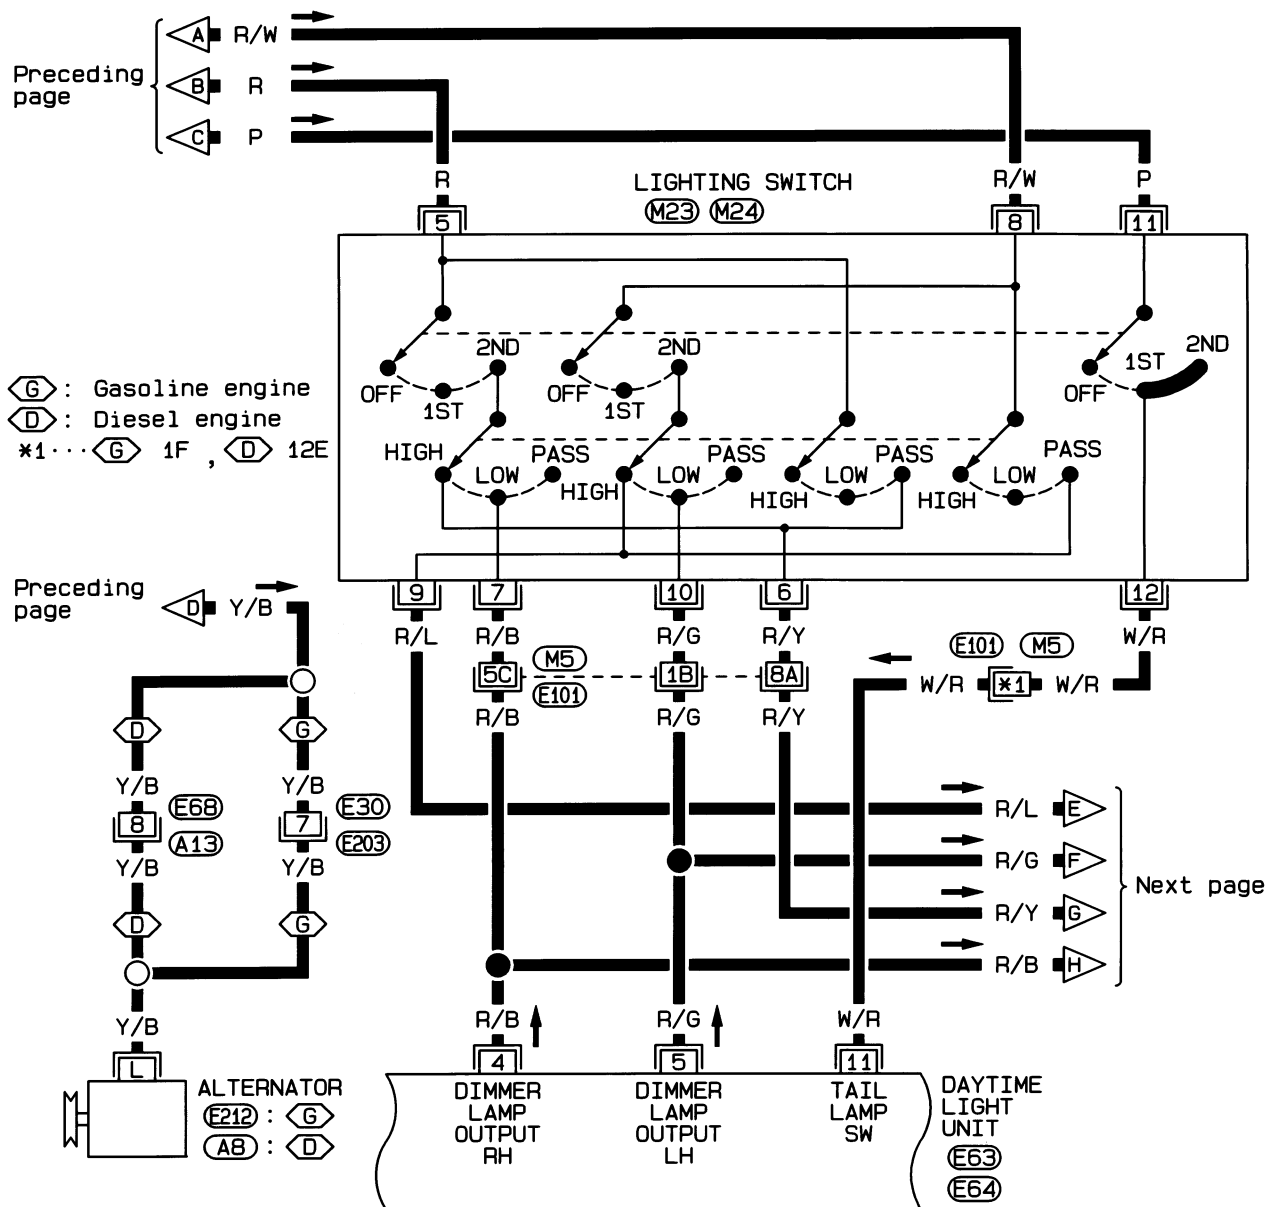 A R/W
Preceding
page
B R
C P
R
LIGHTING SWITCH
R/W
P
M23 M24
5
8
11
2ND
2ND
2ND
1ST
OFF
1ST
OFF
1ST
OFF
G : Gasoline engine
D : Diesel engine
*1··· G 1F , D 12E
HIGH
LOW
PASS
HIGH
LOW
PASS
HIGH
LOW
PASS
HIGH
LOW
PASS
Preceding
page
D Y/B
9
7
10
6
12
R/L
R/B
R/G
R/Y
W/R
M5
E101
5C
1B
8A
E101 M5
W/R *1 W/R
R/B
R/G
R/Y
D
G
Y/B
Y/B
E68
8
A13
E30
7
E203
Y/B
Y/B
D
G
R/L E
R/G F
R/Y G
R/B H
Next page
Y/B
R/B
R/G
W/R
L
4
5
11
ALTERNATOR
E212 : G
A8 : D
DIMMER
LAMP
OUTPUT
RH
DIMMER
LAMP
OUTPUT
LH
TAIL
LAMP
SW
DAYTIME
LIGHT
UNIT
E63
E64